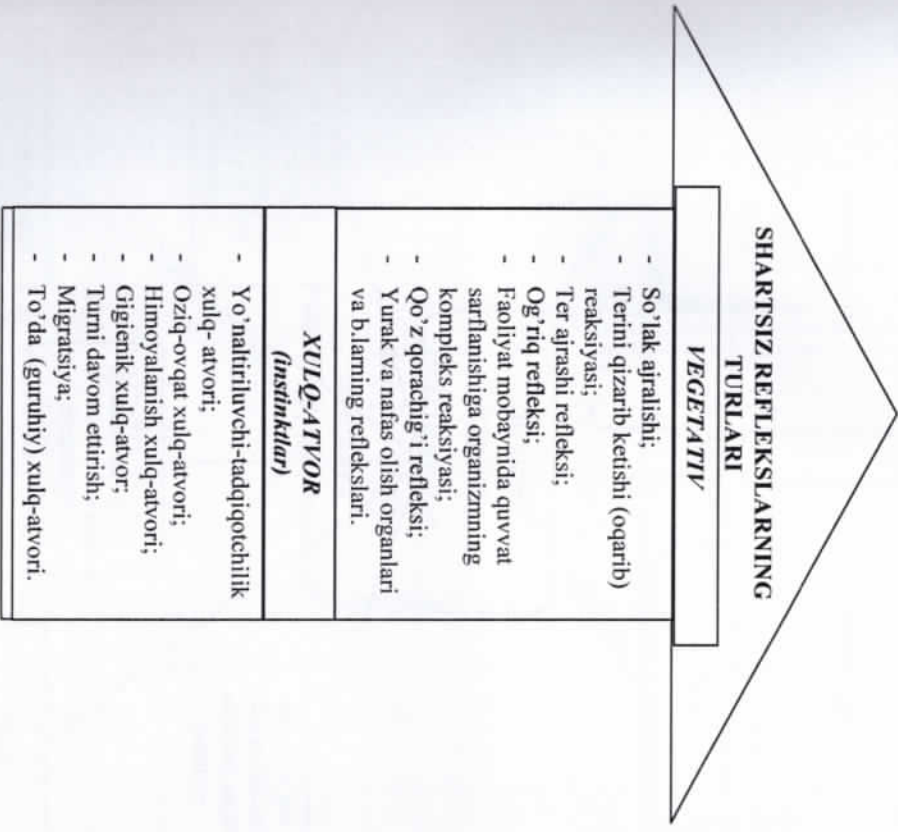 SHARTSIZ REFLEKSLARNING
TURLARI
VEGETATIV
- So'lak ajralishi;
- Terini qizarib ketishi (oqarib)
reaksiyasi;
- Ter ajrashi refleksi;
- Og'riq refleksi;
- Faoliyat mobaynida quvvat
sarflanishiga organizmning
kompleks reaksiyasi;
- Qo'z qorachig'i refleksi;
- Yurak va nafas olish organlari
va b.larning reflekslari.
XULQ-ATVOR
(instinktlar)
- Yo'naltiriluvchi-tadqiqotchilik
xulq- atvori;
- Oziq-ovqat xulq-atvori;
- Himoyalanish xulq-atvori;
- Gigienik xulq-atvor;
- Turni davom ettirish;
- Migratsiya;
- To'da (guruhiy) xulq-atvori.